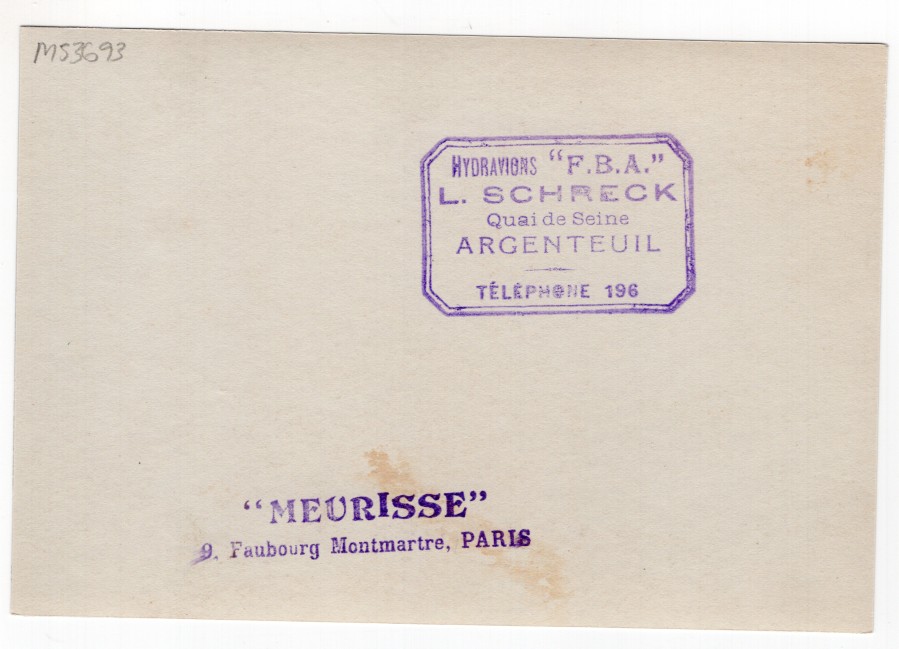 MS3693
HYDRAVIONS "F.B.A."
L. SCHRECK
Quai de Seine
ARGENTEUIL
TÉLÉPHONE 196
"MEURISSE"
9. Faubourg Montmartre, PARIS